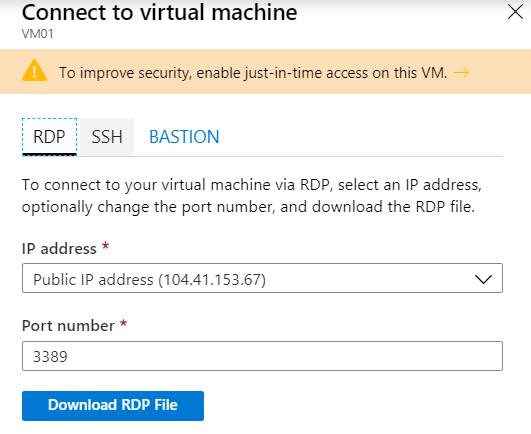 Connect to virtual machine
VM01
To improve security, enable just-in-time access on this VM. →
RDP SSH BASTION
To connect to your virtual machine via RDP, select an IP address,
optionally change the port number, and download the RDP file.
IP address *
Public IP address (104.41.153.67)
Port number *
3389
Download RDP File